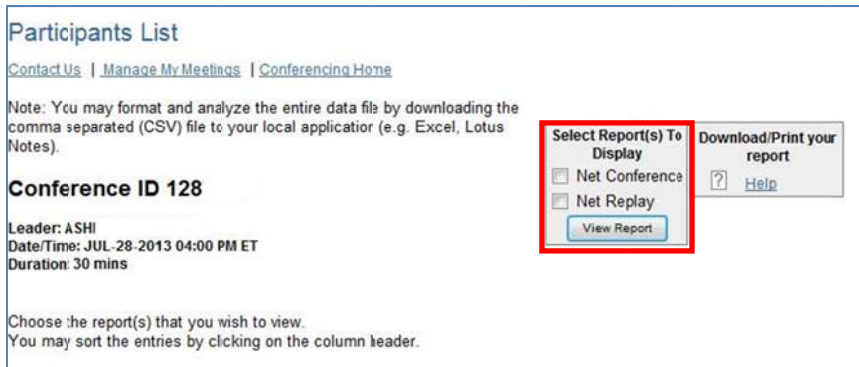 Participants List
Contact Us | Manage My Meetings | Conferencing Home
Note: You may format and analyze the entire data file by downloading the
comma separated (CSV) file to your local application (e.g. Excel, Lotus
Notes).
Select Report(s) To
Display
Net Conference
Net Replay
View Report
Download/Print your
report
? Help
Conference ID 128
Leader: ASHI
Date/Time: JUL-28-2013 04:00 PM ET
Duration: 30 mins
Choose the report(s) that you wish to view.
You may sort the entries by clicking on the column header.